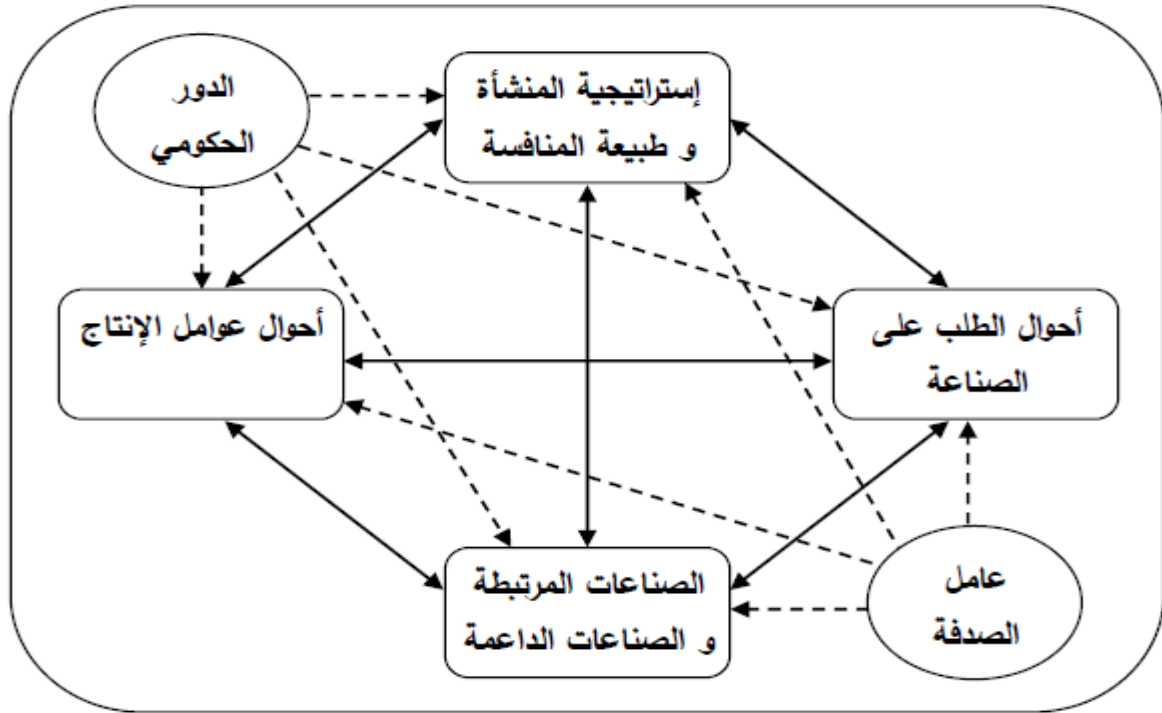 الدور
الحكومي
إستراتيجية المنشأة
و طبيعة المنافسة
أحوال عوامل الإنتاج
أحوال الطلب على
الصناعة
الصناعات المرتبطة
و الصناعات الداعمة
عامل
الصدفة